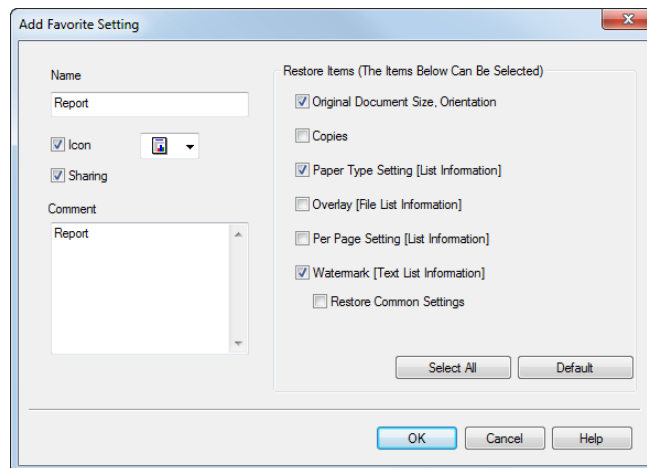 Add Favorite Setting
Name
Report
Icon
Sharing
Comment
Report
Restore Items (The Items Below Can Be Selected)
Original Document Size, Orientation
Copies
Paper Type Setting [List Information]
Overlay [File List Information]
Per Page Setting [List Information]
Watermark [Text List Information]
Restore Common Settings
Select All
Default
OK
Cancel
Help